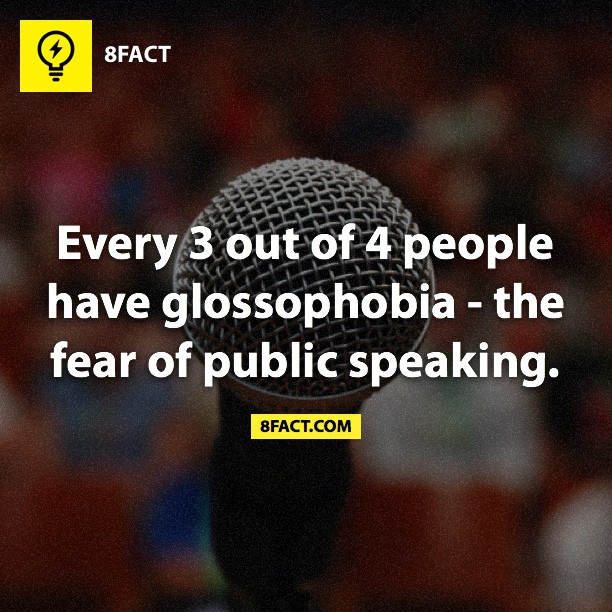 8FACT
Every 3 out of 4 people
have glossophobia - the
fear of public speaking.
8FACT.COM